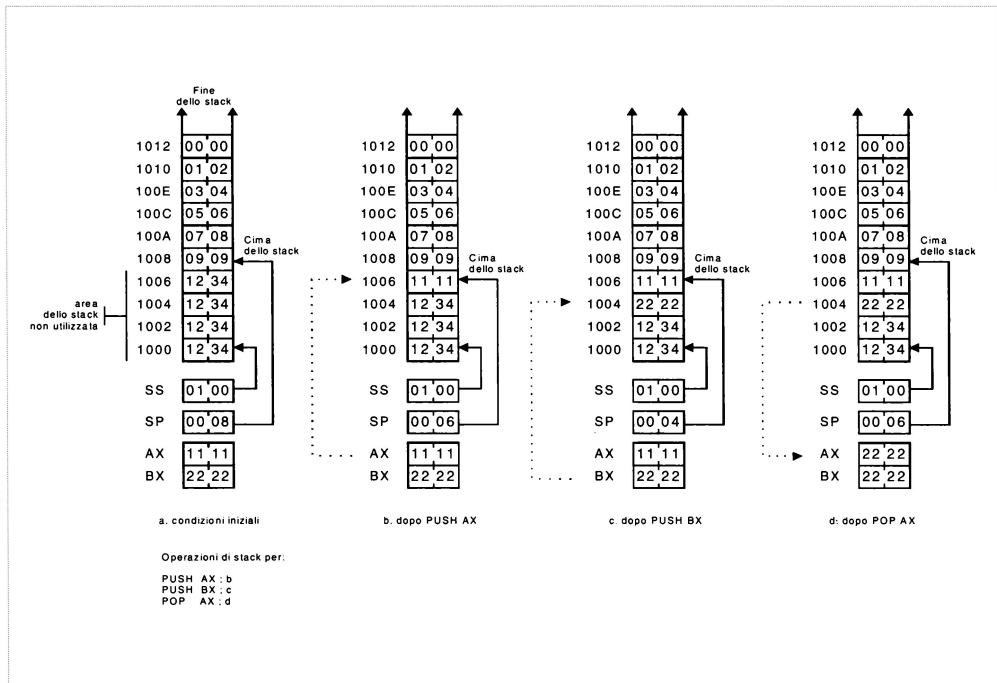 Fine
dello stack
1012 00 00 1012 00 00 1012 00 00 1012 00 00
1010 01 02 1010 01 02 1010 01 02 1010 01 02
100E 03 04 100E 03 04 100E 03 04 100E 03 04
100C 05 06 100C 05 06 100C 05 06 100C 05 06
100A 07 08 100A 07 08 100A 07 08 100A 07 08
Cima
dello stack
Cima
dello stack
1008 09 09 1008 09 09 1008 09 09 1008 09 09
Cima
dello stack
Cima
dello stack
1006 12 34 1006 11 11 1006 11 11 1006 11 11
area
dello stack
non utilizzata
1004 12 34 1004 12 34 1004 22 22 1004 22 22
1002 12 34 1002 12 34 1002 12 34 1002 12 34
1000 12 34 1000 12 34 1000 12 34 1000 12 34
SS 01 00 SS 01 00 SS 01 00 SS 01 00
SP 00 08 SP 00 06 SP 00 04 SP 00 06
AX 11 11 AX 11 11 AX 11 11 AX 22 22
BX 22 22 BX 22 22 BX 22 22 BX 22 22
a. condizioni iniziali b. dopo PUSH AX c. dopo PUSH BX d: dopo POP AX
Operazioni di stack per:
PUSH AX ; b
PUSH BX ; c
POP AX ; d